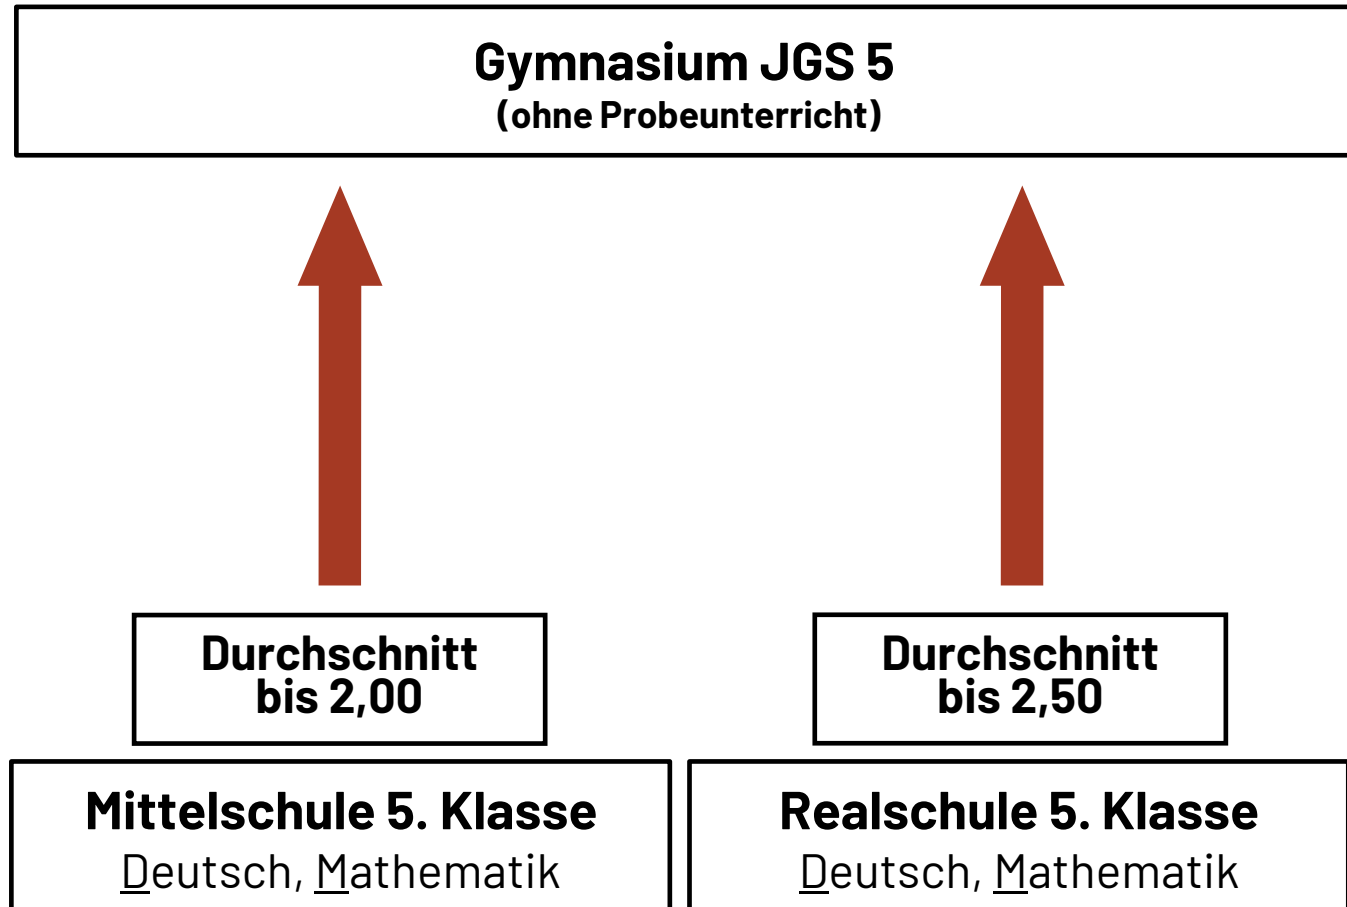 Gymnasium JGS 5
(ohne Probeunterricht)
Durchschnitt
bis 2,00
Durchschnitt
bis 2,50
Mittelschule 5. Klasse
Deutsch, Mathematik
Realschule 5. Klasse
Deutsch, Mathematik